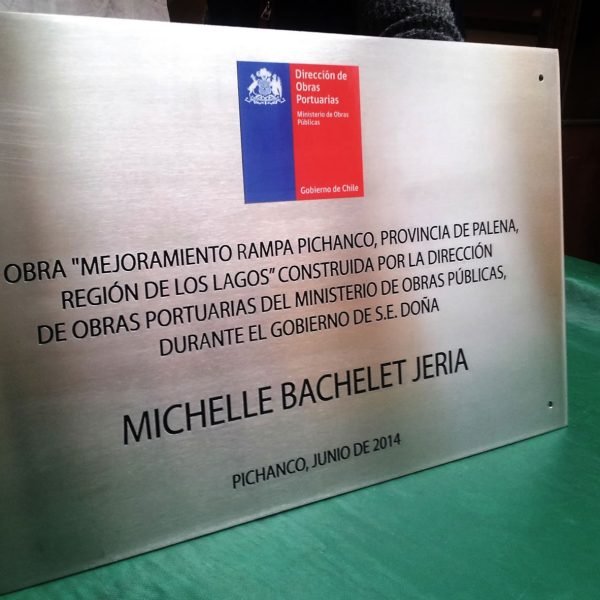 Dirección de
Obras
Portuarias
Ministerio de Obras
Públicas
Gobierno de Chile
OBRA "MEJORAMIENTO RAMPA PICHANCO, PROVINCIA DE PALENA,
REGIÓN DE LOS LAGOS” CONSTRUIDA POR LA DIRECCIÓN
DE OBRAS PORTUARIAS DEL MINISTERIO DE OBRAS PÚBLICAS,
DURANTE EL GOBIERNO DE S.E. DOÑA
MICHELLE BACHELET JERIA
PICHANCO, JUNIO DE 2014